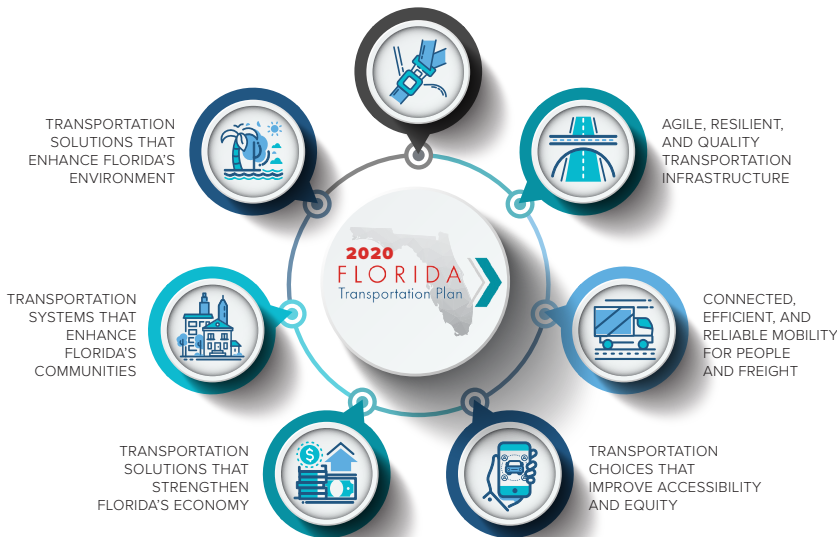 TRANSPORTATION
SOLUTIONS THAT
ENHANCE FLORIDA'S
ENVIRONMENT
AGILE, RESILIENT,
AND QUALITY
TRANSPORTATION
INFRASTRUCTURE
2020
FLORIDA
Transportation Plan
TRANSPORTATION
SYSTEMS THAT
ENHANCE
FLORIDA'S
COMMUNITIES
CONNECTED,
EFFICIENT, AND
RELIABLE MOBILITY
FOR PEOPLE
AND FREIGHT
$
TRANSPORTATION
SOLUTIONS THAT
STRENGTHEN
FLORIDA'S ECONOMY
TRANSPORTATION
CHOICES THAT
IMPROVE ACCESSIBILITY
AND EQUITY